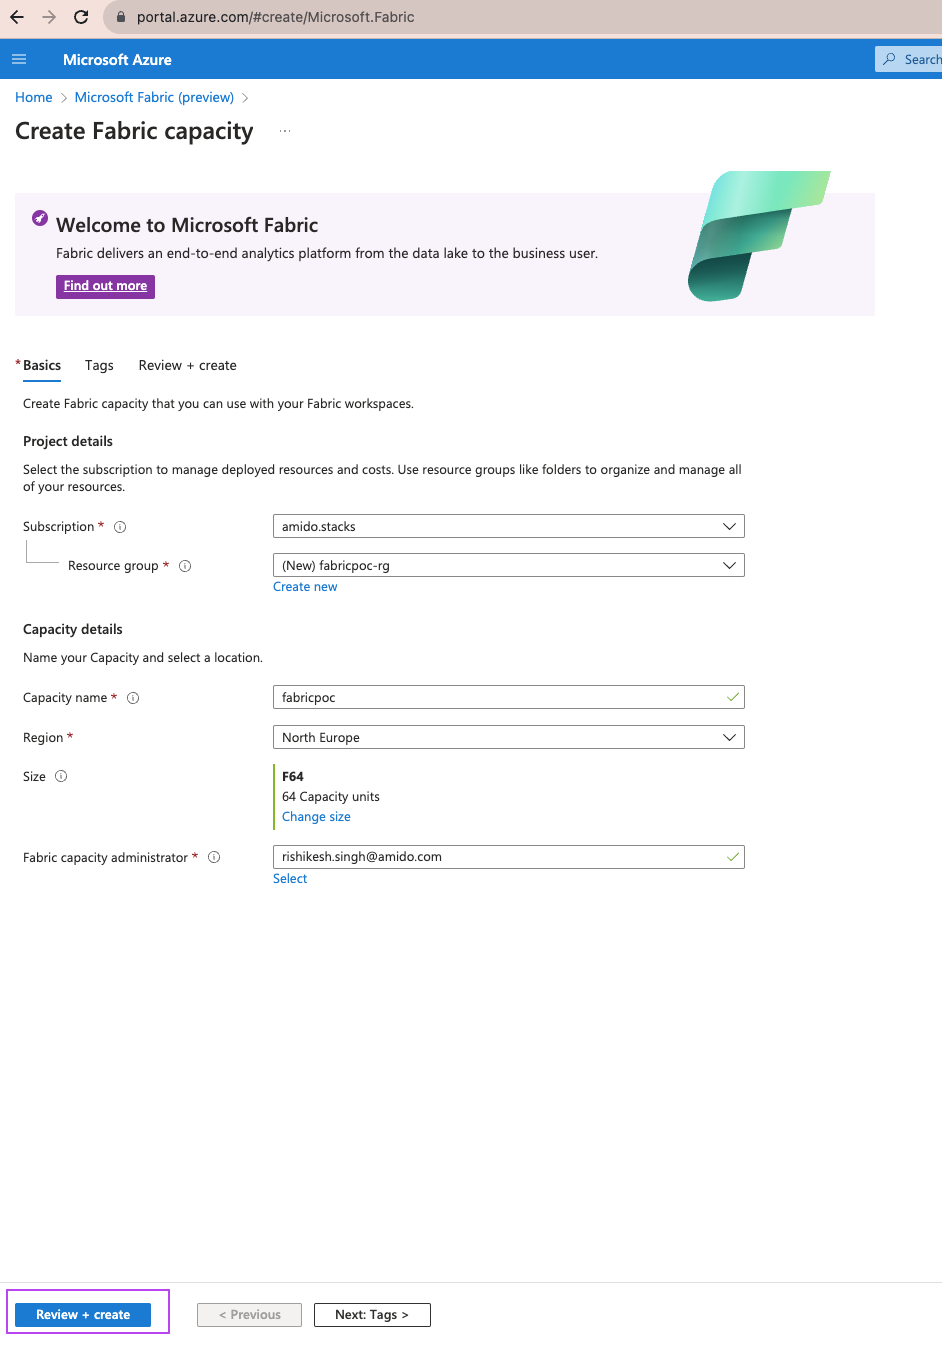 portal.azure.com/#create/Microsoft.Fabric
Microsoft Azure
Search
Home > Microsoft Fabric (preview) >
Create Fabric capacity ...
Welcome to Microsoft Fabric
Fabric delivers an end-to-end analytics platform from the data lake to the business user.
Find out more
* Basics Tags Review + create
Create Fabric capacity that you can use with your Fabric workspaces.
Project details
Select the subscription to manage deployed resources and costs. Use resource groups like folders to organize and manage all
of your resources.
Subscription * amido.stacks
Resource group * (New) fabricpoc-rg
Create new
Capacity details
Name your Capacity and select a location.
Capacity name * fabricpoc
Region * North Europe
Size F64
64 Capacity units
Change size
Fabric capacity administrator * rishikesh.singh@amido.com
Select
Review + create < Previous Next: Tags >